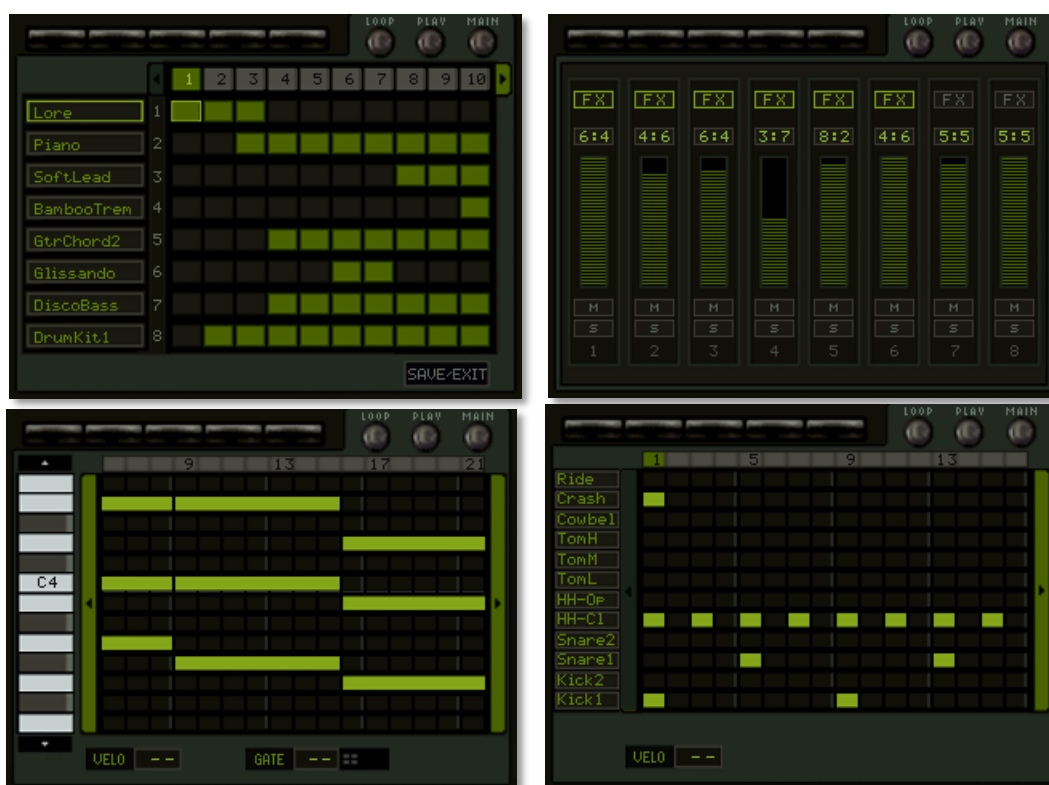 LOOP PLAY MAIN
1 2 3 4 5 6 7 8 9 10
Lore 1
Piano 2
SoftLead 3
BambooTrem 4
GtrChord2 5
Glissando 6
DiscoBass 7
DrumKit1 8
SAVE/EXIT
LOOP PLAY MAIN
FX FX FX FX FX FX FX FX
6:4 4:6 6:4 3:7 8:2 4:6 5:5 5:5
M M M M M M M M
S S S S S S S S
1 2 3 4 5 6 7 8
LOOP PLAY MAIN
9 13 17 21
C4
VELO -- GATE --
LOOP PLAY MAIN
1 5 9 13
Ride
Crash
Cowbel
TomH
TomM
TomL
HH-Op
HH-Cl
Snare2
Snare1
Kick2
Kick1
VELO --